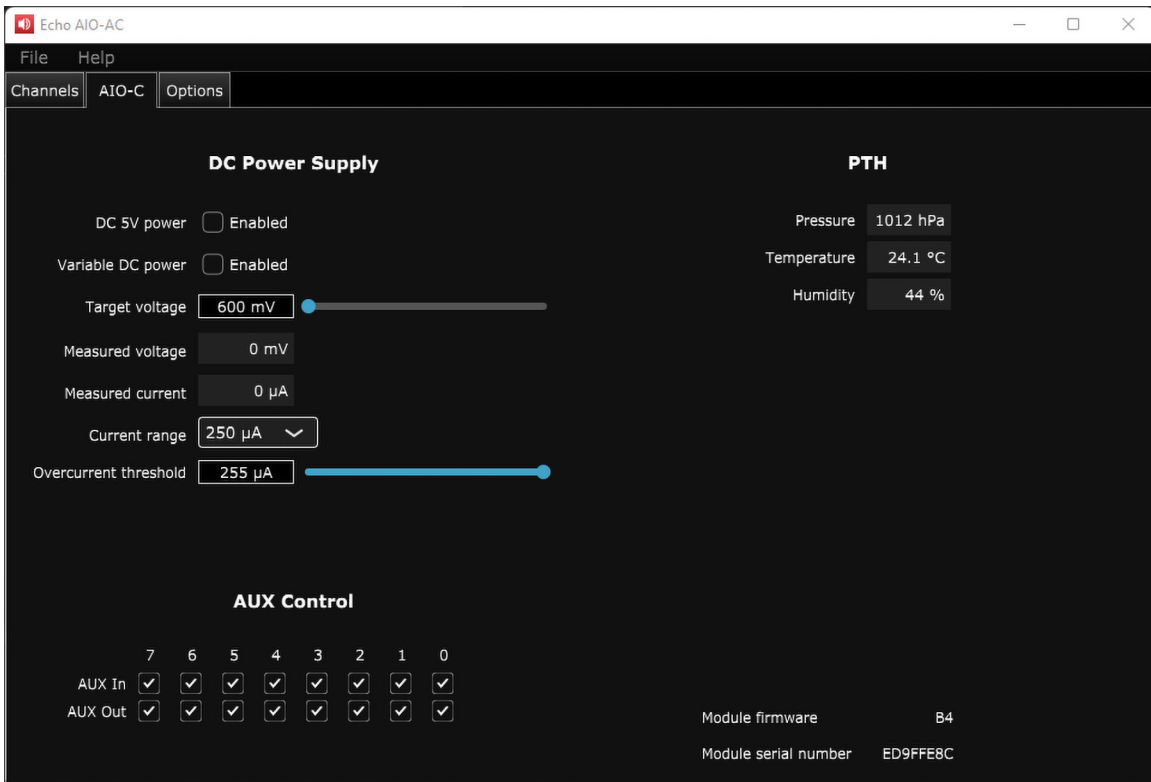 Echo AIO-AC
File Help
Channels AIO-C Options
DC Power Supply
DC 5V power Enabled
Variable DC power Enabled
Target voltage 600 mV
Measured voltage 0 mV
Measured current 0 µA
Current range 250 µA
Overcurrent threshold 255 µA
PTH
Pressure 1012 hPa
Temperature 24.1 °C
Humidity 44 %
AUX Control
7 6 5 4 3 2 1 0
AUX In
AUX Out
Module firmware B4
Module serial number ED9FFE8C